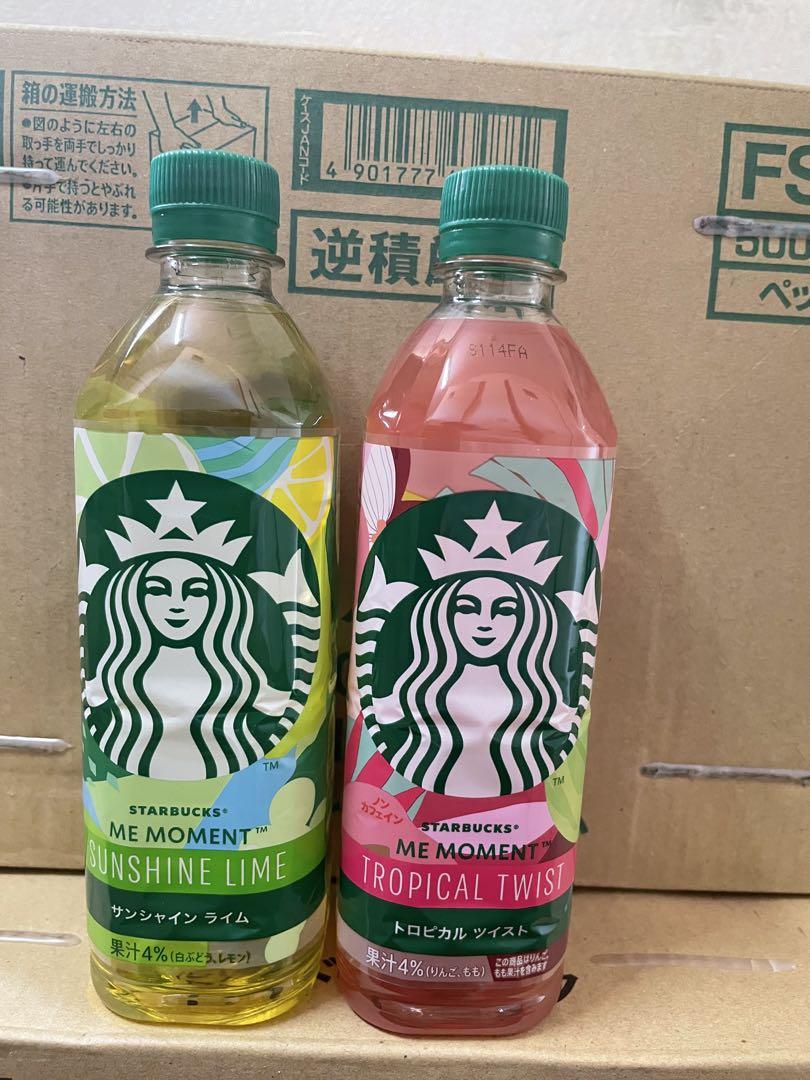 箱の運搬方法
●図のように左右の
取っ手を両手でしっかり
持って運んでください。
●片手で持つとやぶれ
る可能性があります。
ケースJANコード
4 901777
逆積
FS
500
ペッ
STARBUCKS®
ME MOMENT™
SUNSHINE LIME
サンシャイン ライム
果汁4%(白ぶどう、レモン)
TM
8114FA
TM
ノン
カフェイン
STARBUCKS®
ME MOMENT™
TROPICAL TWIST
トロピカル ツイスト
果汁4%(りんご、もも)
この商品はりんご、
もも果汁を含みます